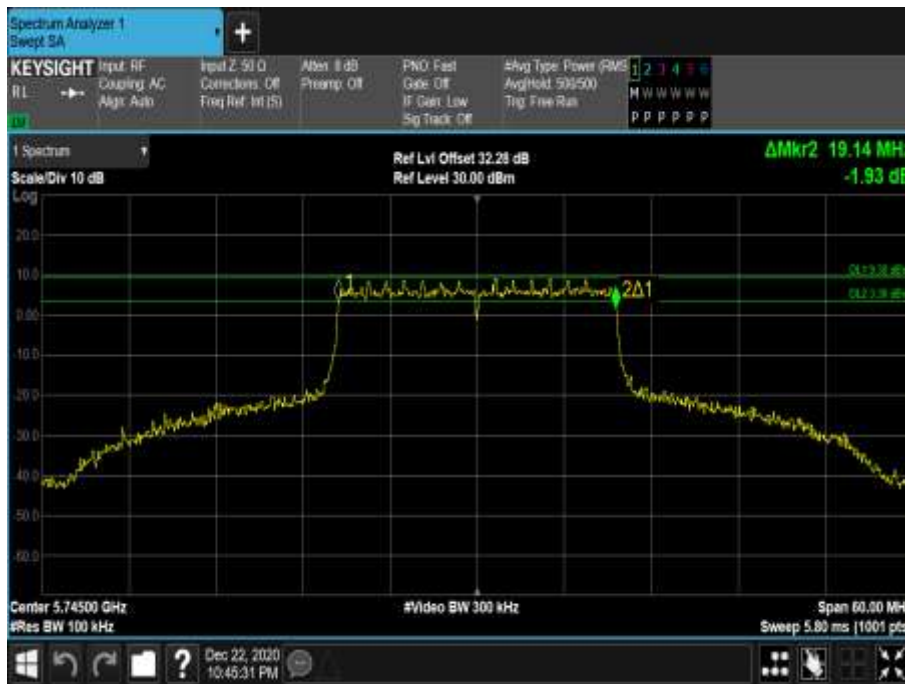 Spectrum Analyzer 1
Swept SA
+
KEYSIGHT Input: RF
RL
Coupling: AC
Align: Auto
Input Z: 50 Ω
Corrections: Off
Freq Ref: Int (S)
Atten: 8 dB
Preamp: Off
PNO: Fast
Gate: Off
IF Gain: Low
Sig Track: Off
#Avg Type: Power (RMS
Avg|Hold: 500/500
Trig: Free Run
1 2 3 4 5 6
M W W W W W
P P P P P P
1 Spectrum
Scale/Div 10 dB
Ref Lvl Offset 32.28 dB
Ref Level 30.00 dBm
ΔMkr2 19.14 MH
-1.93 dB
Log
20.0
10.0
0.00
-10.0
-20.0
-30.0
-40.0
-50.0
-60.0
1
2Δ1
Center 5.74500 GHz
#Res BW 100 kHz
#Video BW 300 kHz
Span 60.00 MH
Sweep 5.80 ms (1001 pts
?
Dec 22, 2020
10:45:31 PM